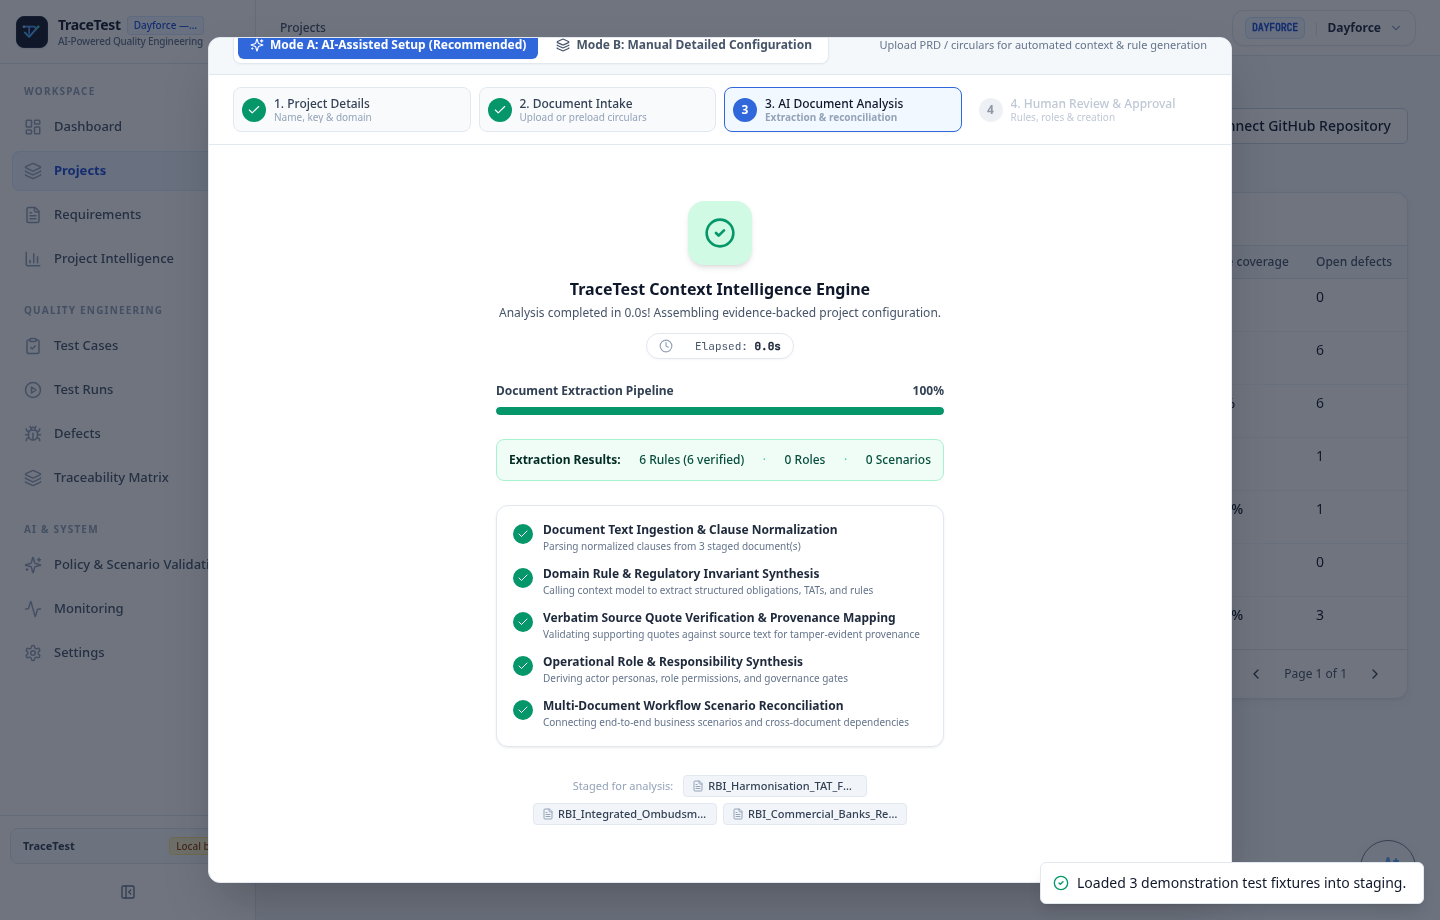 TraceTest
Dayforce —...
AI-Powered Quality Engineering
Projects
DAYFORCE
Dayforce
Mode A: AI-Assisted Setup (Recommended)
Mode B: Manual Detailed Configuration
Upload PRD / circulars for automated context & rule generation
1. Project Details
Name, key & domain
2. Document Intake
Upload or preload circulars
3
3. AI Document Analysis
Extraction & reconciliation
4
4. Human Review & Approval
Rules, roles & creation
WORKSPACE
Dashboard
Projects
Requirements
Project Intelligence
QUALITY ENGINEERING
Test Cases
Test Runs
Defects
Traceability Matrix
AI & SYSTEM
Policy & Scenario Validati
Monitoring
Settings
TraceTest
Local b
nnect GitHub Repository
coverage
Open defects
0
6
6
1
%
1
0
%
3
Page 1 of 1
TraceTest Context Intelligence Engine
Analysis completed in 0.0s! Assembling evidence-backed project configuration.
Elapsed: 0.0s
Document Extraction Pipeline
100%
Extraction Results: 6 Rules (6 verified) · 0 Roles · 0 Scenarios
Document Text Ingestion & Clause Normalization
Parsing normalized clauses from 3 staged document(s)
Domain Rule & Regulatory Invariant Synthesis
Calling context model to extract structured obligations, TATs, and rules
Verbatim Source Quote Verification & Provenance Mapping
Validating supporting quotes against source text for tamper-evident provenance
Operational Role & Responsibility Synthesis
Deriving actor personas, role permissions, and governance gates
Multi-Document Workflow Scenario Reconciliation
Connecting end-to-end business scenarios and cross-document dependencies
Staged for analysis:
RBI_Harmonisation_TAT_F...
RBI_Integrated_Ombudsm...
RBI_Commercial_Banks_Re...
Loaded 3 demonstration test fixtures into staging.